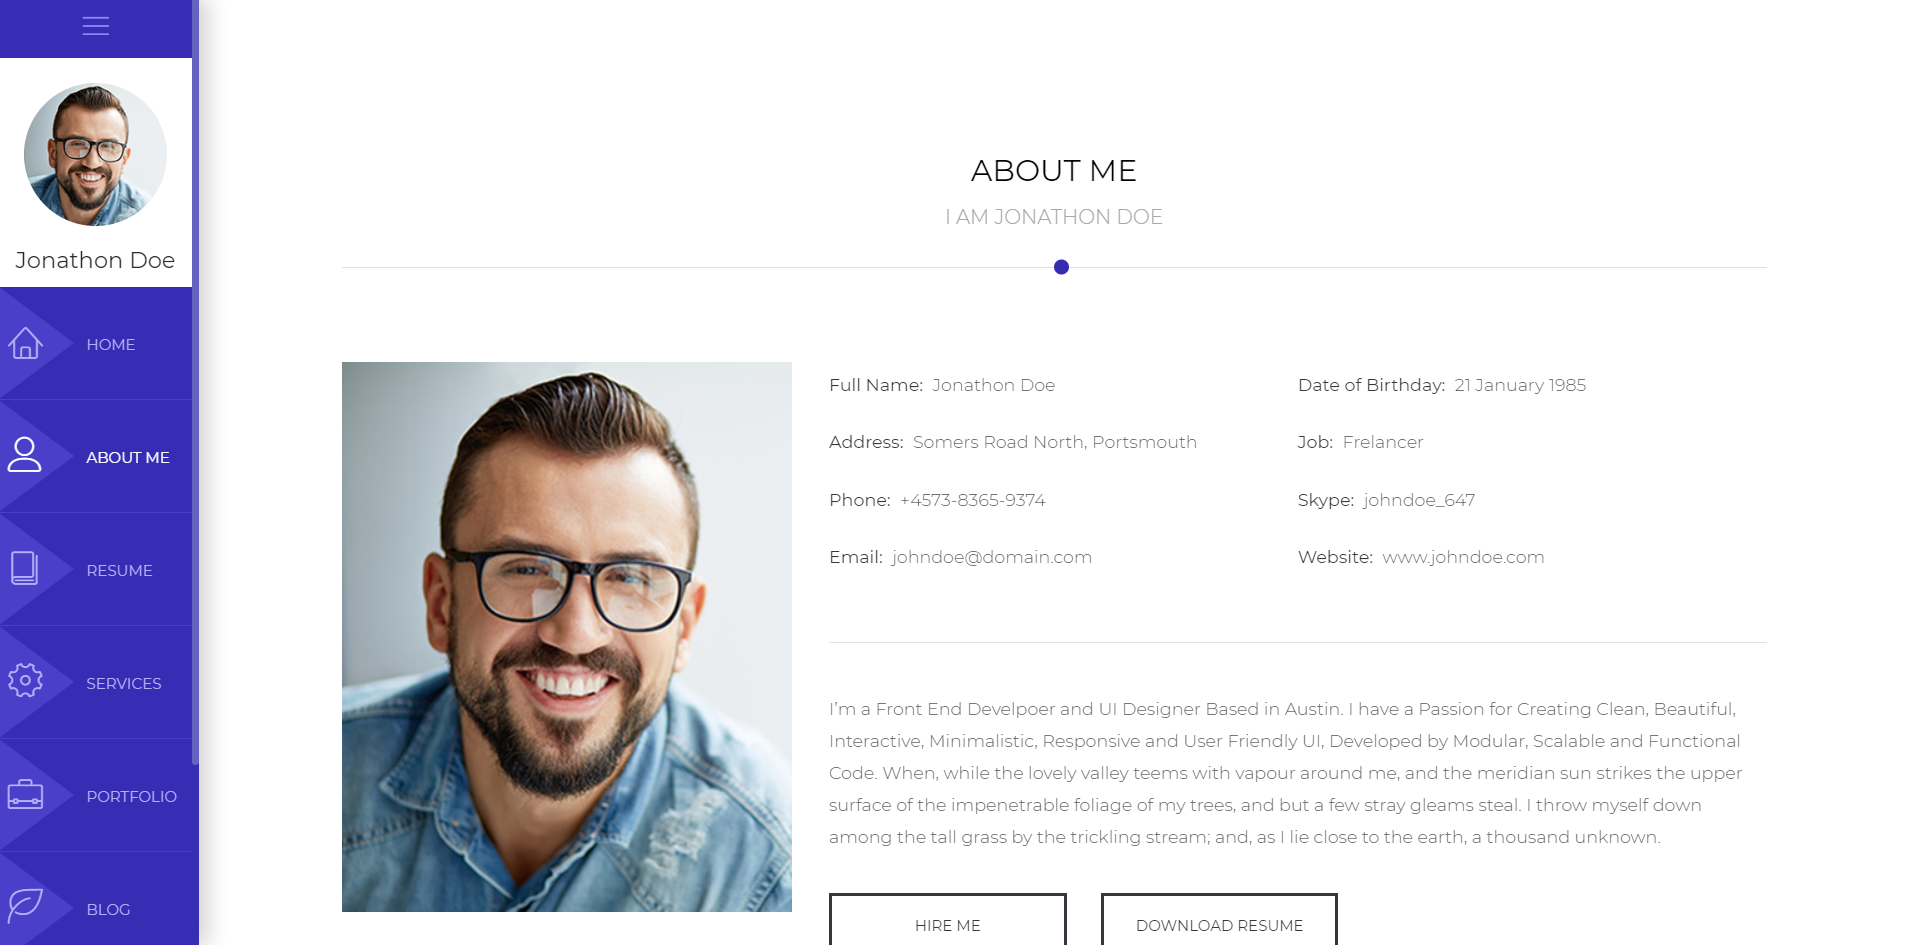 Jonathon Doe
HOME
ABOUT ME
RESUME
SERVICES
PORTFOLIO
BLOG
ABOUT ME
I AM JONATHON DOE
Full Name: Jonathon Doe
Date of Birthday: 21 January 1985
Address: Somers Road North, Portsmouth
Job: Frelancer
Phone: +4573-8365-9374
Skype: johndoe_647
Email: johndoe@domain.com
Website: www.johndoe.com
I'm a Front End Develpoer and UI Designer Based in Austin. I have a Passion for Creating Clean, Beautiful,
Interactive, Minimalistic, Responsive and User Friendly UI, Developed by Modular, Scalable and Functional
Code. When, while the lovely valley teems with vapour around me, and the meridian sun strikes the upper
surface of the impenetrable foliage of my trees, and but a few stray gleams steal. I throw myself down
among the tall grass by the trickling stream; and, as I lie close to the earth, a thousand unknown.
HIRE ME
DOWNLOAD RESUME